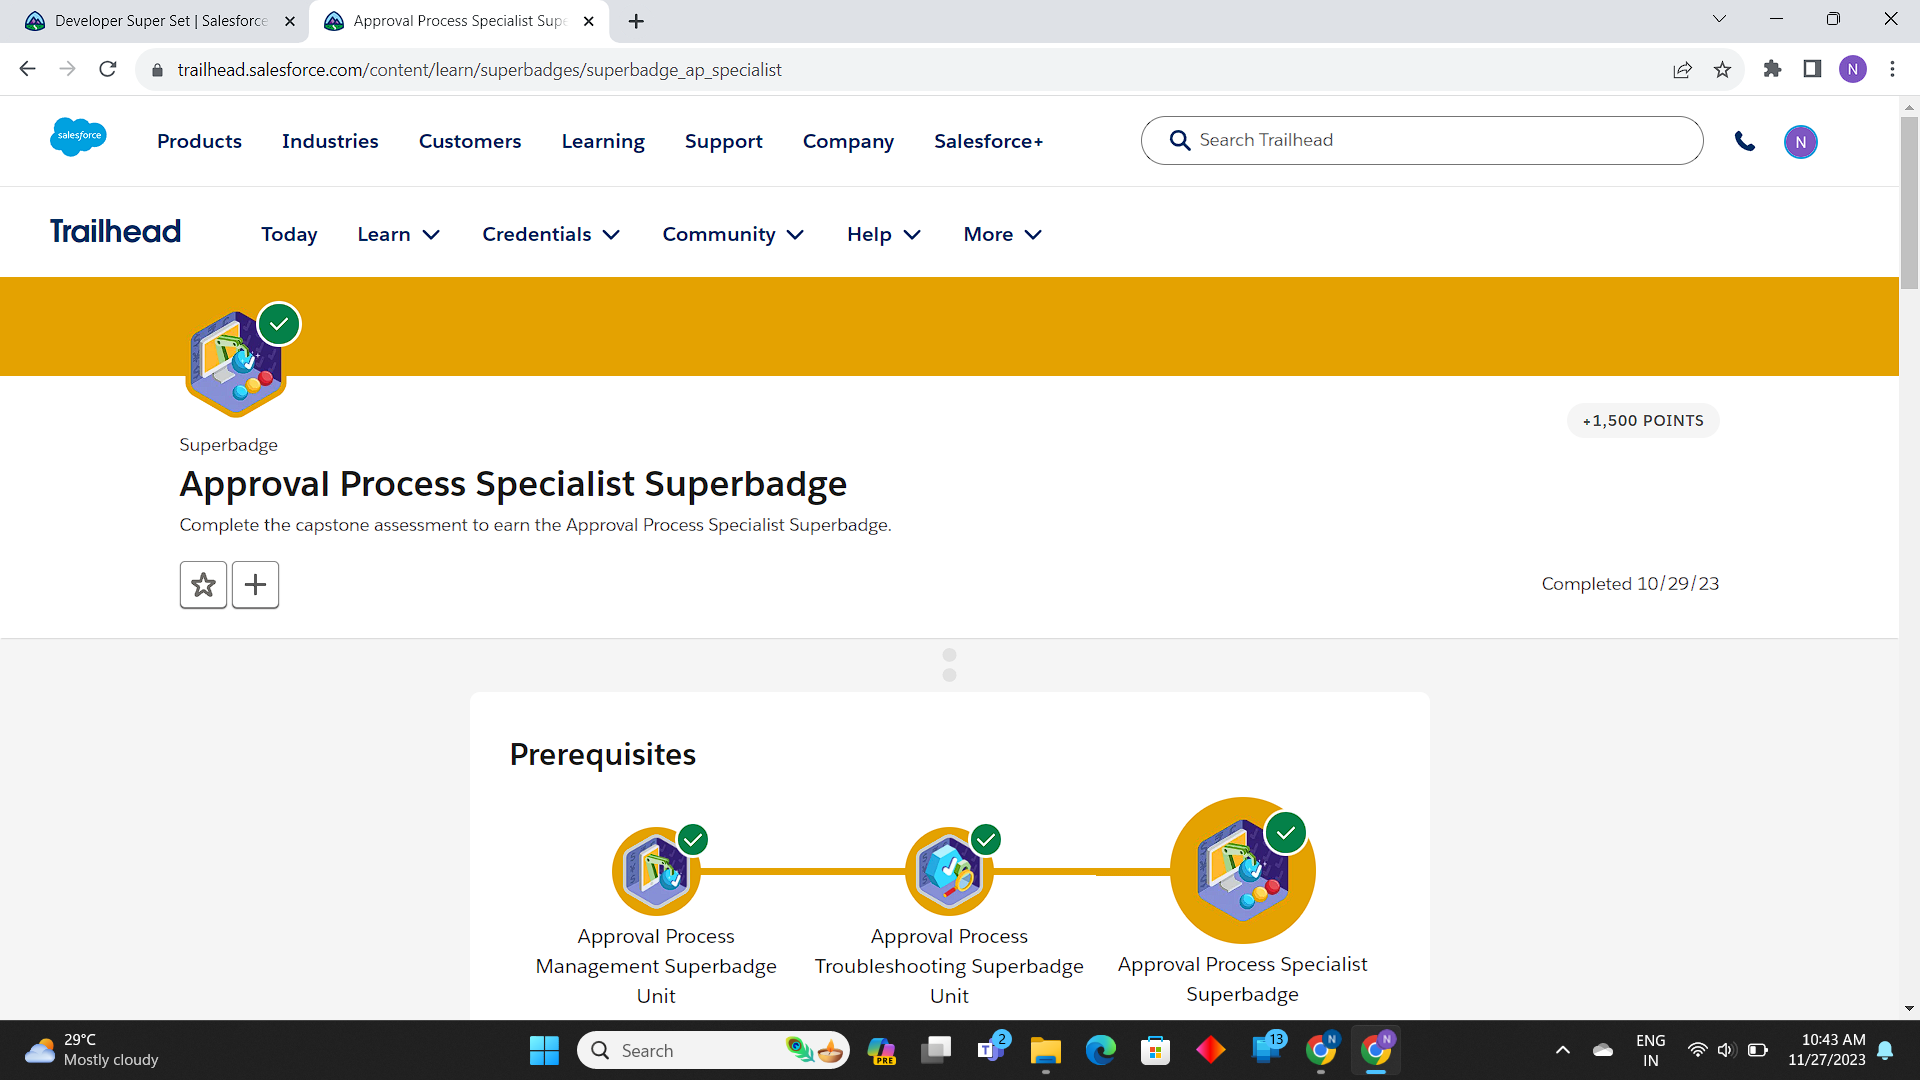 Developer Super Set | Salesforce
Approval Process Specialist Supe
trailhead.salesforce.com/content/learn/superbadges/superbadge_ap_specialist
N
salesforce
Products
Industries
Customers
Learning
Support
Company
Salesforce+
Search Trailhead
N
Trailhead
Today
Learn
Credentials
Community
Help
More
+1,500 POINTS
Superbadge
Approval Process Specialist Superbadge
Complete the capstone assessment to earn the Approval Process Specialist Superbadge.
Completed 10/29/23
Prerequisites
Approval Process
Management Superbadge
Unit
Approval Process
Troubleshooting Superbadge
Unit
Approval Process Specialist
Superbadge
29°C
Mostly cloudy
Search
PRE
T
2
13
N
N
ENG
IN
10:43 AM
11/27/2023